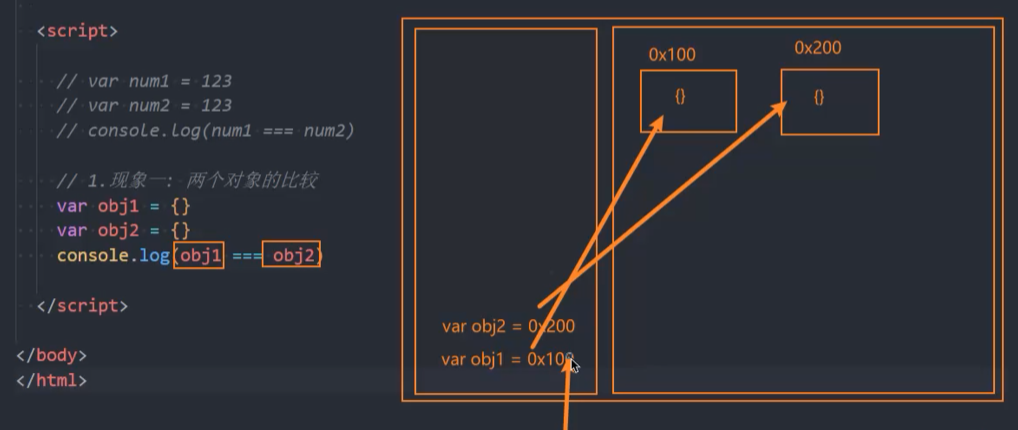 <script>
// var num1 = 123
// var num2 = 123
// console.log(num1 === num2)
// 1.现象一: 两个对象的比较
var obj1 = {}
var obj2 = {}
console.log(obj1 === obj2)
</script>
</body>
</html>
0x100
0x200
{}
{}
var obj2 = 0x200
var obj1 = 0x100